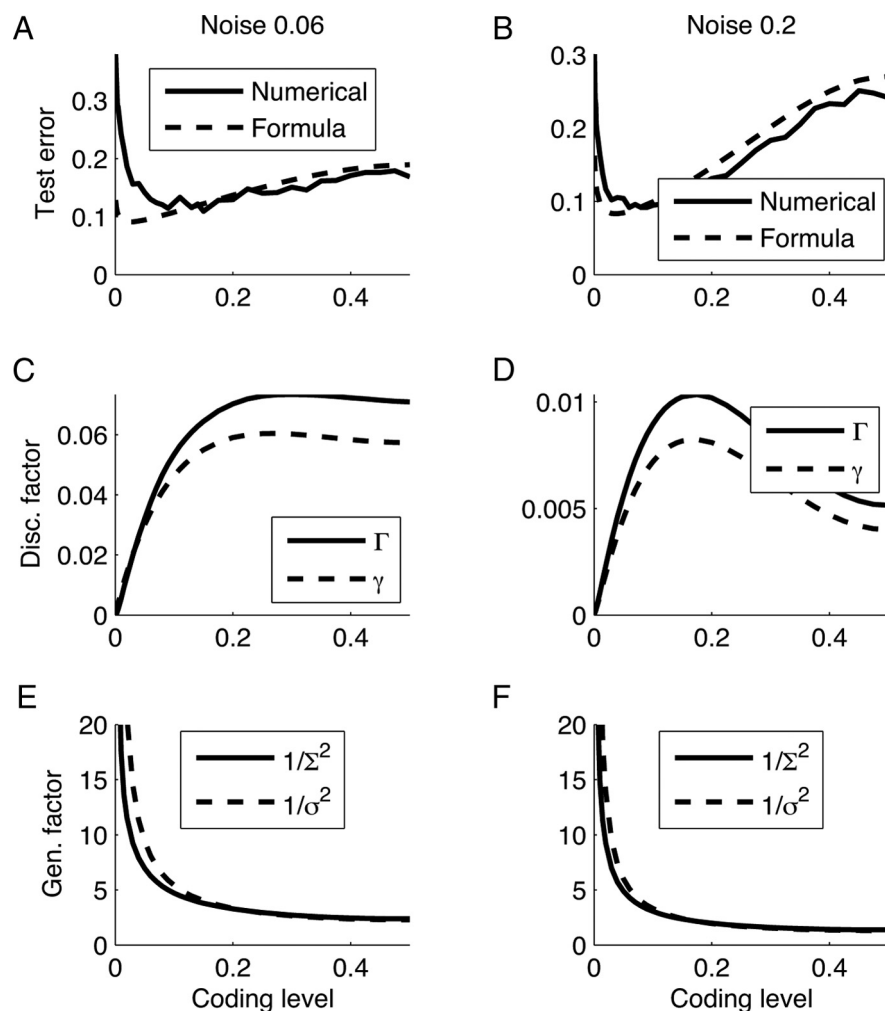 A
Noise 0.06
Test error
0.3
0.2
0.1
0
Numerical
Formula
0 0.2 0.4
B
Noise 0.2
0.3
0.2
0.1
0
Numerical
Formula
0 0.2 0.4
C
Disc. factor
0.06
0.04
0.02
0
Γ
γ
0 0.2 0.4
D
0.01
0.005
0
Γ
γ
0 0.2 0.4
E
Gen. factor
20
15
10
5
0
1/Σ²
1/σ²
0 0.2 0.4
Coding level
F
20
15
10
5
0
1/Σ²
1/σ²
0 0.2 0.4
Coding level